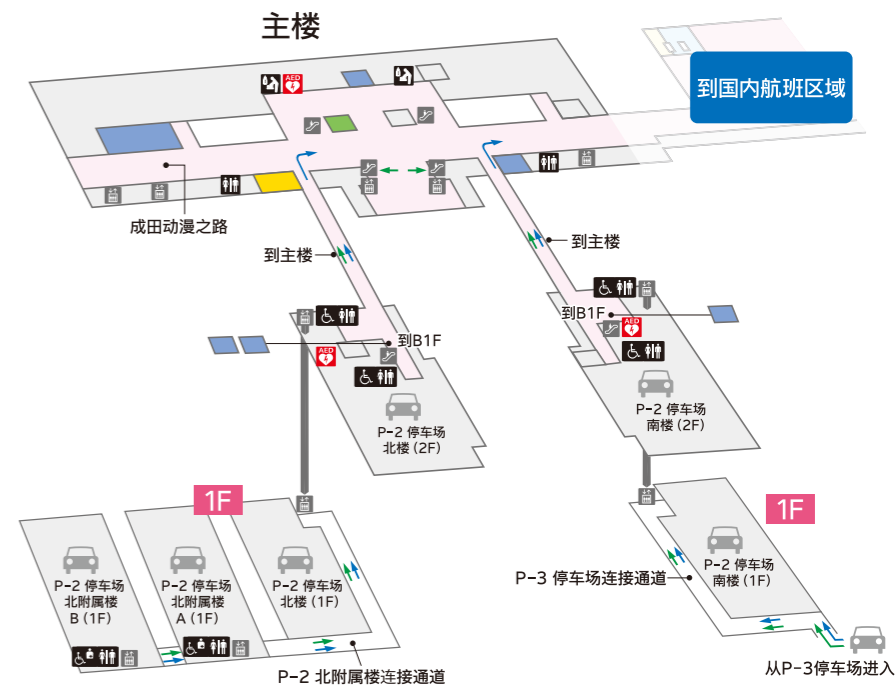 主楼
到国内航班区域
AED
成田动漫之路
到主楼
到主楼
到B1F
AED
到B1F
AED
P-2 停车场
北楼（2F）
P-2 停车场
南楼（2F）
1F
1F
P-2 停车场
北附属楼
B（1F）
P-2 停车场
北附属楼
A（1F）
P-2 停车场
北楼（1F）
P-2 停车场
南楼（1F）
P-3 停车场连接通道
P-2 北附属楼连接通道
从P-3停车场进入